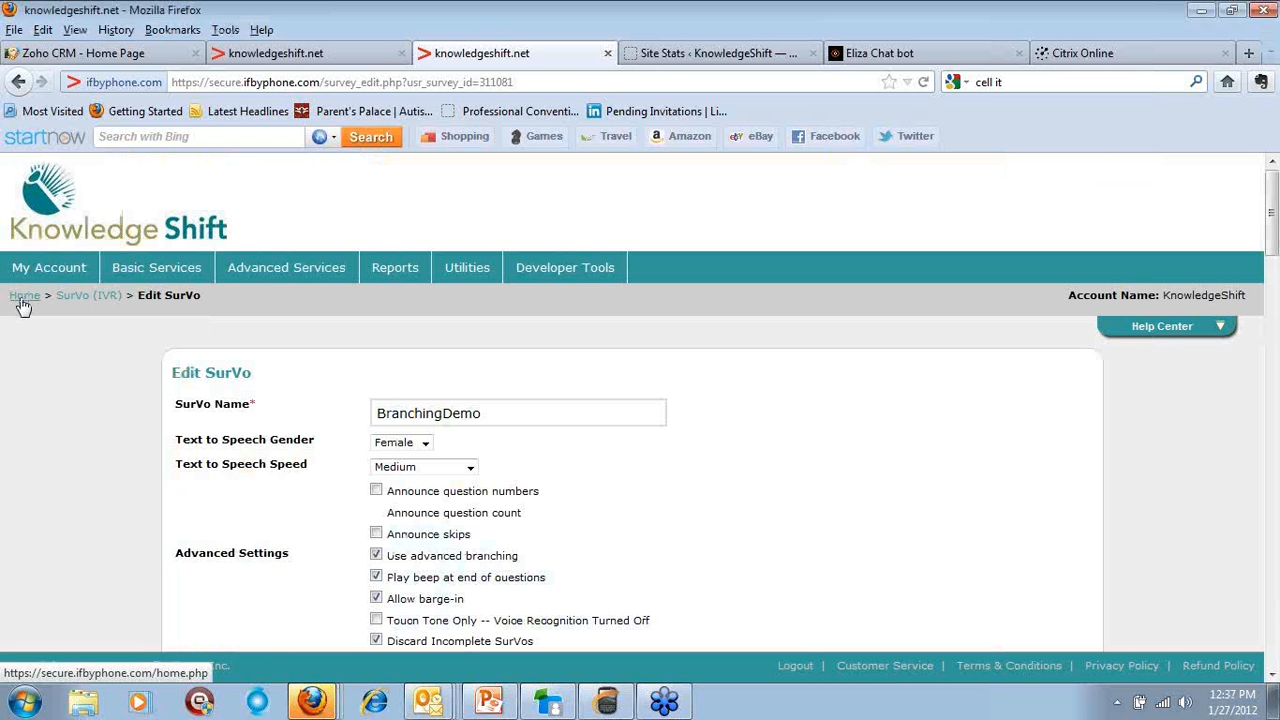 knowledgeshift.net - Mozilla Firefox
File Edit View History Bookmarks Tools Help
Zoho CRM - Home Page knowledgeshift.net knowledgeshift.net Site Stats ‹ KnowledgeShift — ... Eliza Chat bot Citrix Online
ifbyphone.com https://secure.ifbyphone.com/survey_edit.php?usr_survey_id=311081 cell it
Most Visited Getting Started Latest Headlines Parent's Palace | Autis... Professional Conventi... Pending Invitations | Li...
startnow Search with Bing Search Shopping Games Travel Amazon eBay Facebook Twitter
Knowledge Shift
My Account Basic Services Advanced Services Reports Utilities Developer Tools
Home > SurVo (IVR) > Edit SurVo Account Name: KnowledgeShift
Help Center
Edit SurVo
SurVo Name* BranchingDemo
Text to Speech Gender Female
Text to Speech Speed Medium
Announce question numbers
Announce question count
Announce skips
Advanced Settings Use advanced branching
Play beep at end of questions
Allow barge-in
Touch Tone Only -- Voice Recognition Turned Off
Discard Incomplete SurVos
https://secure.ifbyphone.com/home.php nc. Logout | Customer Service | Terms & Conditions | Privacy Policy | Refund Policy
12:37 PM
1/27/2012